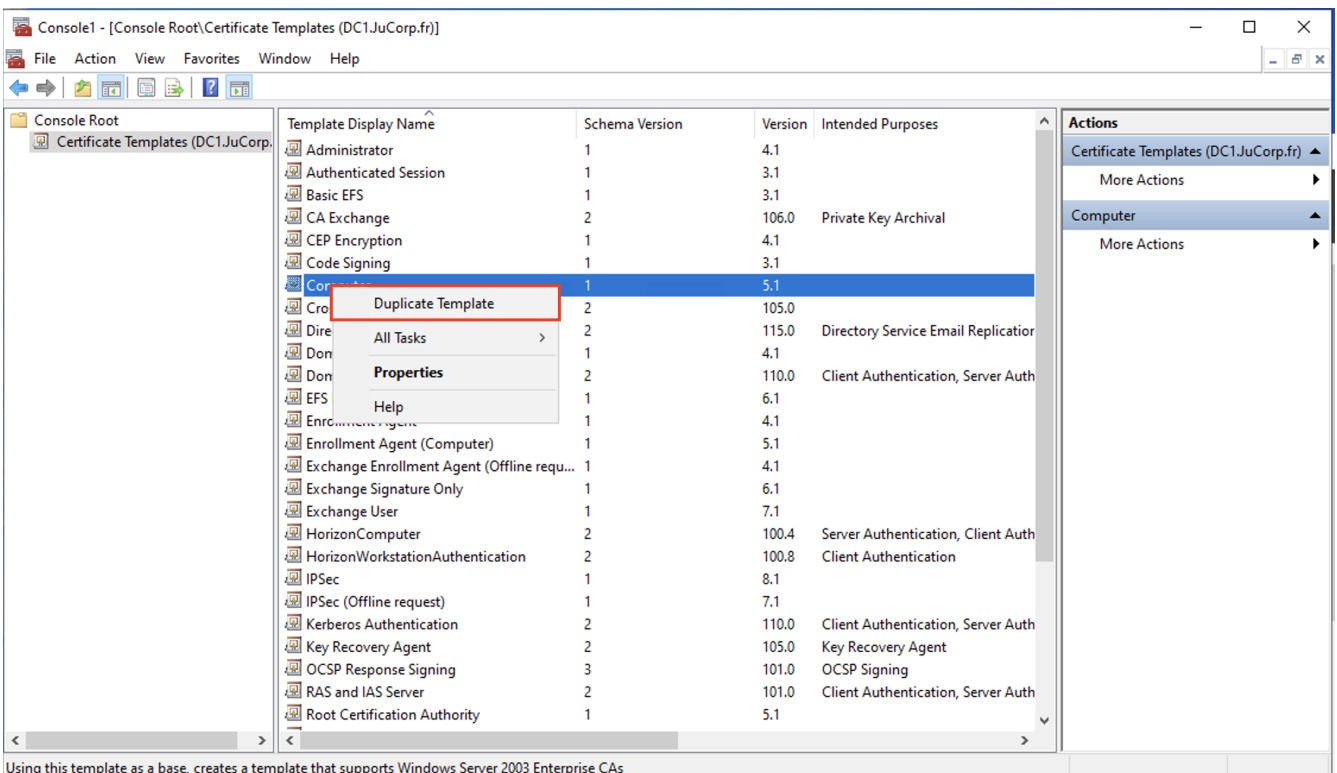 Console1 - [Console Root\Certificate Templates (DC1.JuCorp.fr)]
File Action View Favorites Window Help
Console Root
Certificate Templates (DC1.JuCorp.
Template Display Name Schema Version Version Intended Purposes
Administrator 1 4.1
Authenticated Session 1 3.1
Basic EFS 1 3.1
CA Exchange 2 106.0 Private Key Archival
CEP Encryption 1 4.1
Code Signing 1 3.1
1 5.1
Cro 2 105.0
Dire 2 115.0 Directory Service Email Replication
Dom 1 4.1
Dom 2 110.0 Client Authentication, Server Auth
EFS 1 6.1
Enrollment Agent 1 4.1
Enrollment Agent (Computer) 1 5.1
Exchange Enrollment Agent (Offline requ... 1 4.1
Exchange Signature Only 1 6.1
Exchange User 1 7.1
HorizonComputer 2 100.4 Server Authentication, Client Auth
HorizonWorkstationAuthentication 2 100.8 Client Authentication
IPSec 1 8.1
IPSec (Offline request) 1 7.1
Kerberos Authentication 2 110.0 Client Authentication, Server Auth
Key Recovery Agent 2 105.0 Key Recovery Agent
OCSP Response Signing 3 101.0 OCSP Signing
RAS and IAS Server 2 101.0 Client Authentication, Server Auth
Root Certification Authority 1 5.1
Duplicate Template
All Tasks
Properties
Help
Actions
Certificate Templates (DC1.JuCorp.fr)
More Actions
Computer
More Actions
Using this template as a base, creates a template that supports Windows Server 2003 Enterprise CAs